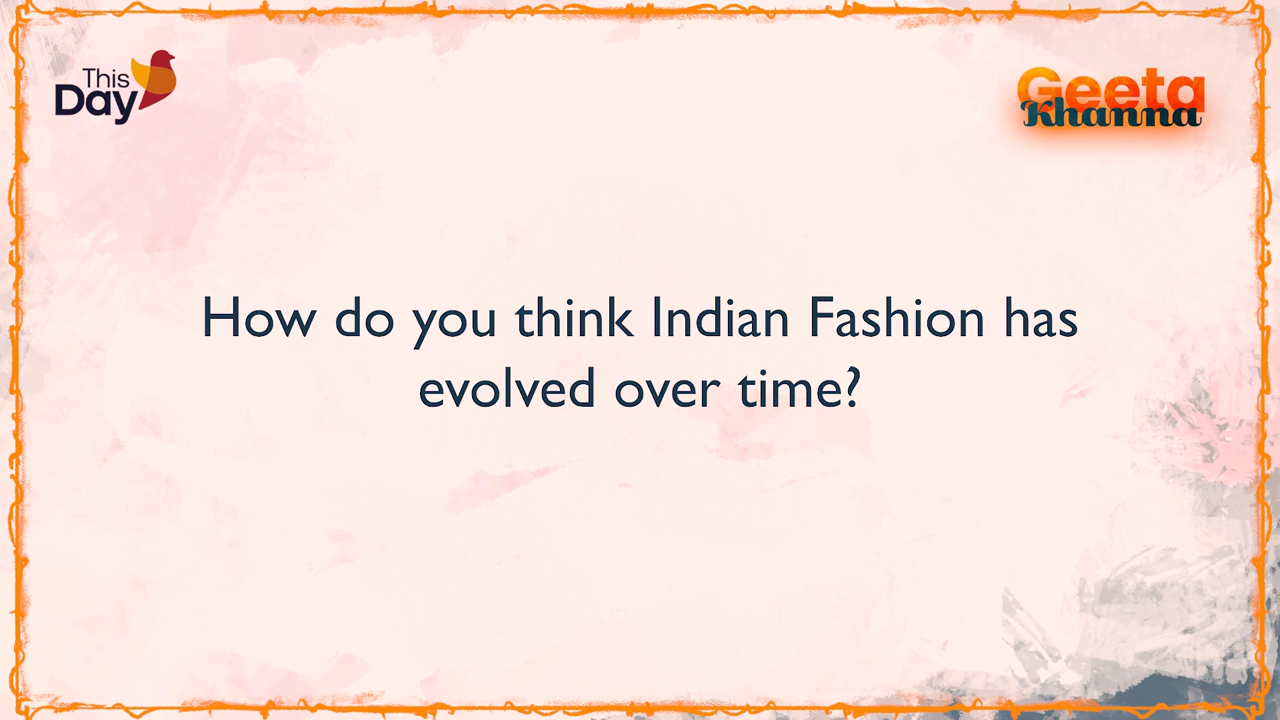 This
Day
Geeta
Khanna
How do you think Indian Fashion has
evolved over time?